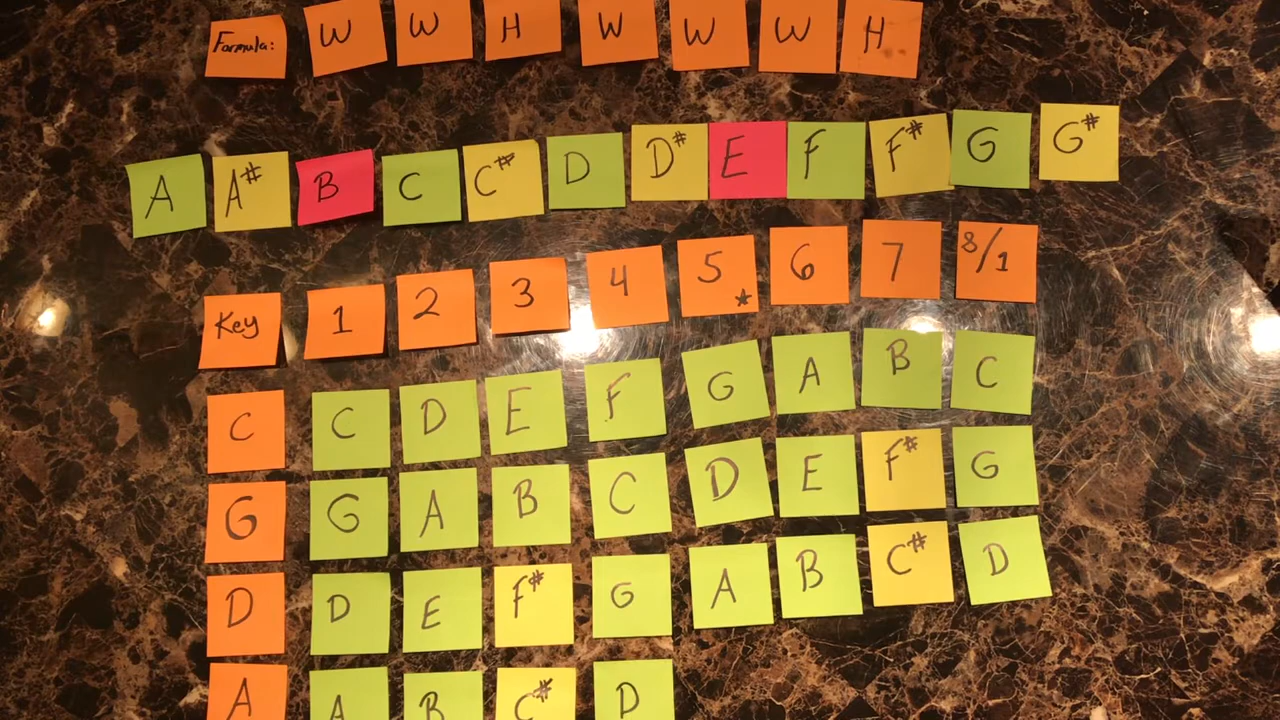 Formula: W W H W W W H
A A# B C C# D D# E F F# G G#
Key 1 2 3 4 5★ 6 7 8/1
C C D E F G A B C
G G A B C D E F# G
D D E F# G A B C# D
A A B C# D